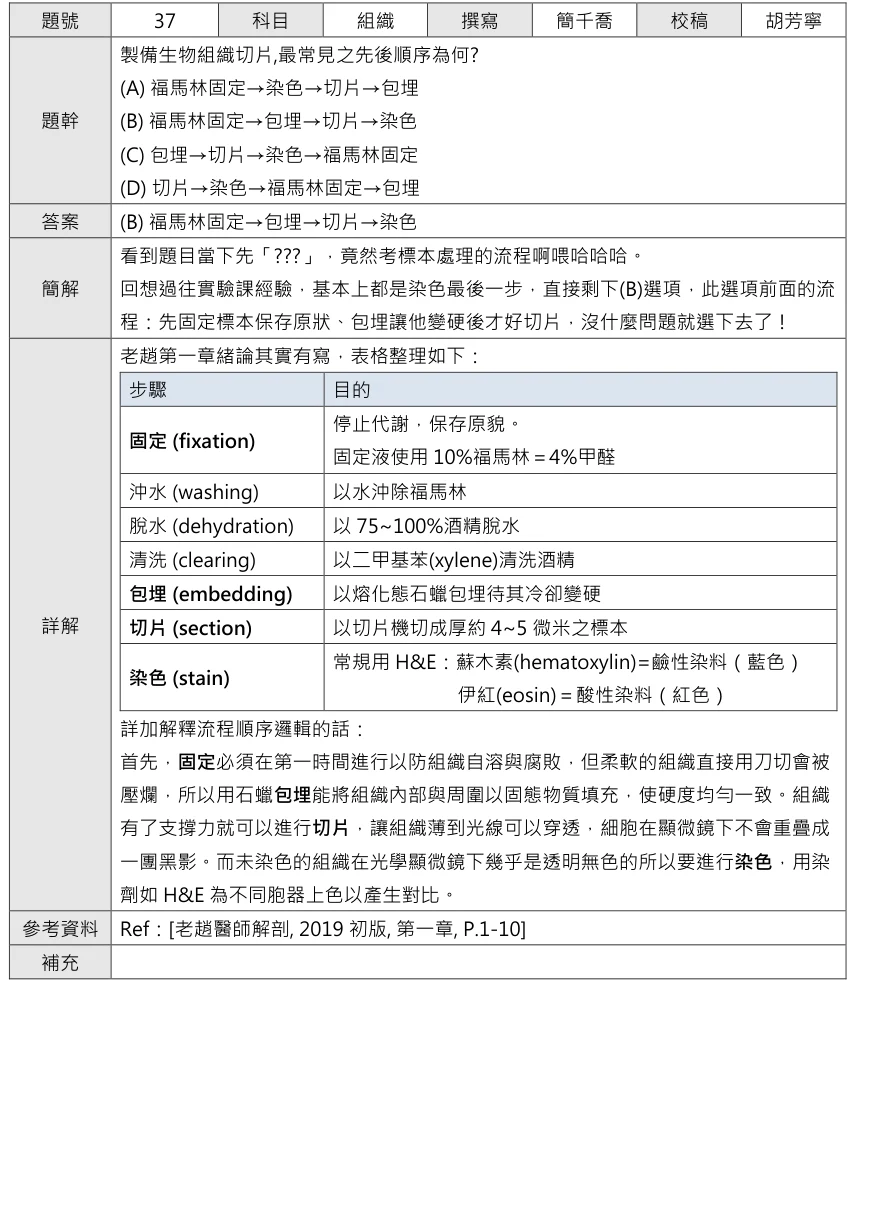 題號 37 科目 組織 撰寫 簡千喬 校稿 胡芳寧
題幹
製備生物組織切片,最常見之先後順序為何?
(A) 福馬林固定→染色→切片→包埋
(B) 福馬林固定→包埋→切片→染色
(C) 包埋→切片→染色→福馬林固定
(D) 切片→染色→福馬林固定→包埋
答案 (B) 福馬林固定→包埋→切片→染色
簡解
看到題目當下先「???」，竟然考標本處理的流程啊喂哈哈哈。
回想過往實驗課經驗，基本上都是染色最後一步，直接剩下(B)選項，此選項前面的流
程：先固定標本保存原狀、包埋讓他變硬後才好切片，沒什麼問題就選下去了！
詳解
老趙第一章緒論其實有寫，表格整理如下：
步驟 目的
固定 (fixation)
停止代謝，保存原貌。
固定液使用 10%福馬林＝4%甲醛
沖水 (washing) 以水沖除福馬林
脫水 (dehydration) 以 75~100%酒精脫水
清洗 (clearing) 以二甲基苯(xylene)清洗酒精
包埋 (embedding) 以熔化態石蠟包埋待其冷卻變硬
切片 (section) 以切片機切成厚約 4~5 微米之標本
染色 (stain)
常規用 H&E：蘇木素(hematoxylin)=鹼性染料（藍色）
伊紅(eosin)＝酸性染料（紅色）
詳加解釋流程順序邏輯的話：
首先，固定必須在第一時間進行以防組織自溶與腐敗，但柔軟的組織直接用刀切會被
壓爛，所以用石蠟包埋能將組織內部與周圍以固態物質填充，使硬度均勻一致。組織
有了支撐力就可以進行切片，讓組織薄到光線可以穿透，細胞在顯微鏡下不會重疊成
一團黑影。而未染色的組織在光學顯微鏡下幾乎是透明無色的所以要進行染色，用染
劑如 H&E 為不同胞器上色以產生對比。
參考資料 Ref：[老趙醫師解剖, 2019 初版, 第一章, P.1-10]
補充